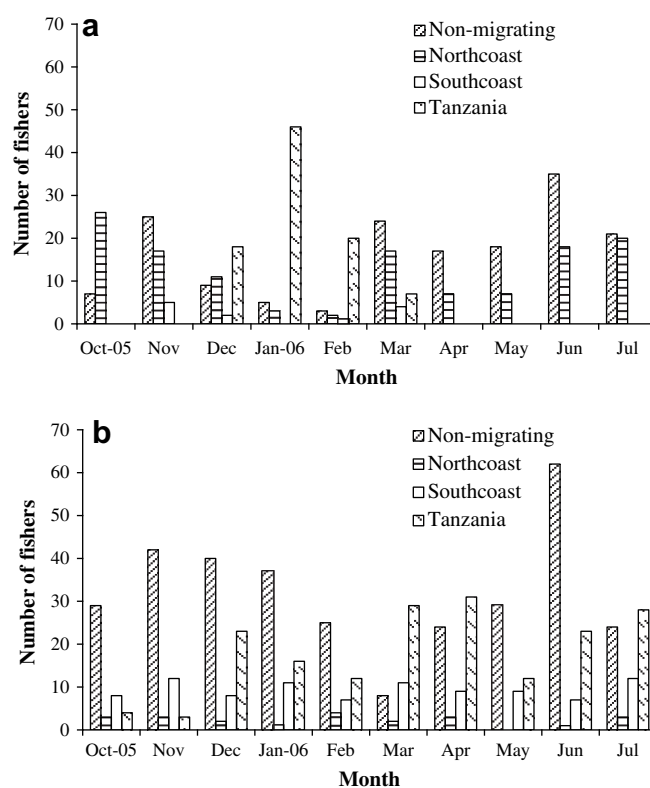 a
70
60
50
40
30
20
10
0
Number of fishers
Non-migrating
Northcoast
Southcoast
Tanzania
Oct-05 Nov Dec Jan-06 Feb Mar Apr May Jun Jul
Month
b
70
60
50
40
30
20
10
0
Number of fishers
Non-migrating
Northcoast
Southcoast
Tanzania
Oct-05 Nov Dec Jan-06 Feb Mar Apr May Jun Jul
Month